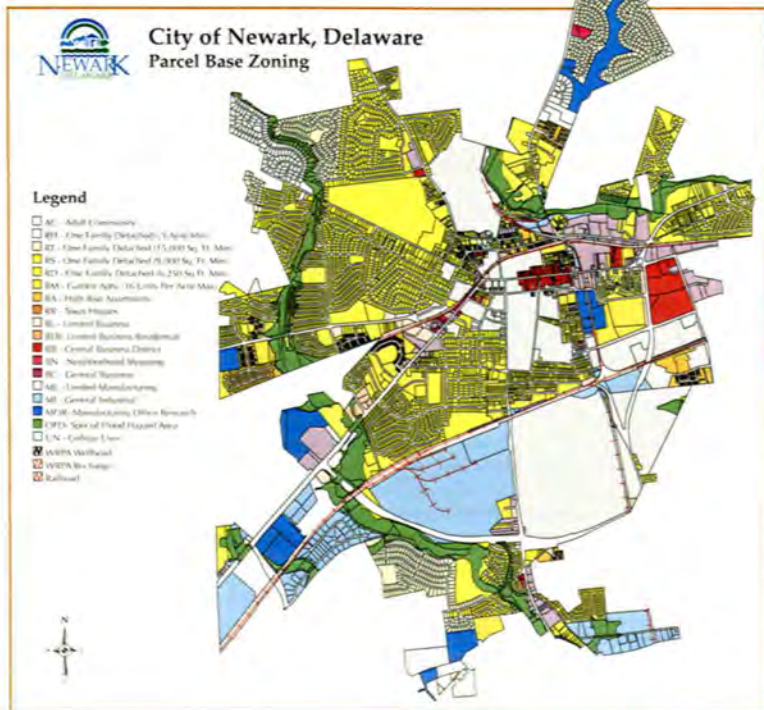 City of Newark, Delaware
NEWARK
DELAWARE
Parcel Base Zoning
Legend
AC - Adult Community
RH - One Family Detached
RT - One Family Detached (15,000 Sq. Ft. Min.
RS - One Family Detached (9,000 Sq. Ft. Min.
RD - One Family Detached (6,250 Sq. Ft. Min.
RM - Garden Apts. 16 Units Per Acre Max.
RA - High Rise Apartments
RR - Town Houses
BL - Limited Business
BLR - Limited Business Residential
BB - Central Business District
BN - Neighborhood Shopping
BC - General Business
ML - Limited Manufacturing
MI - General Industrial
MOR - Manufacturing Office Research
OFD - Special Flood Hazard Area
UN - College Uses
WRPA Wellhead
WRPA Recharge
Railroad
N